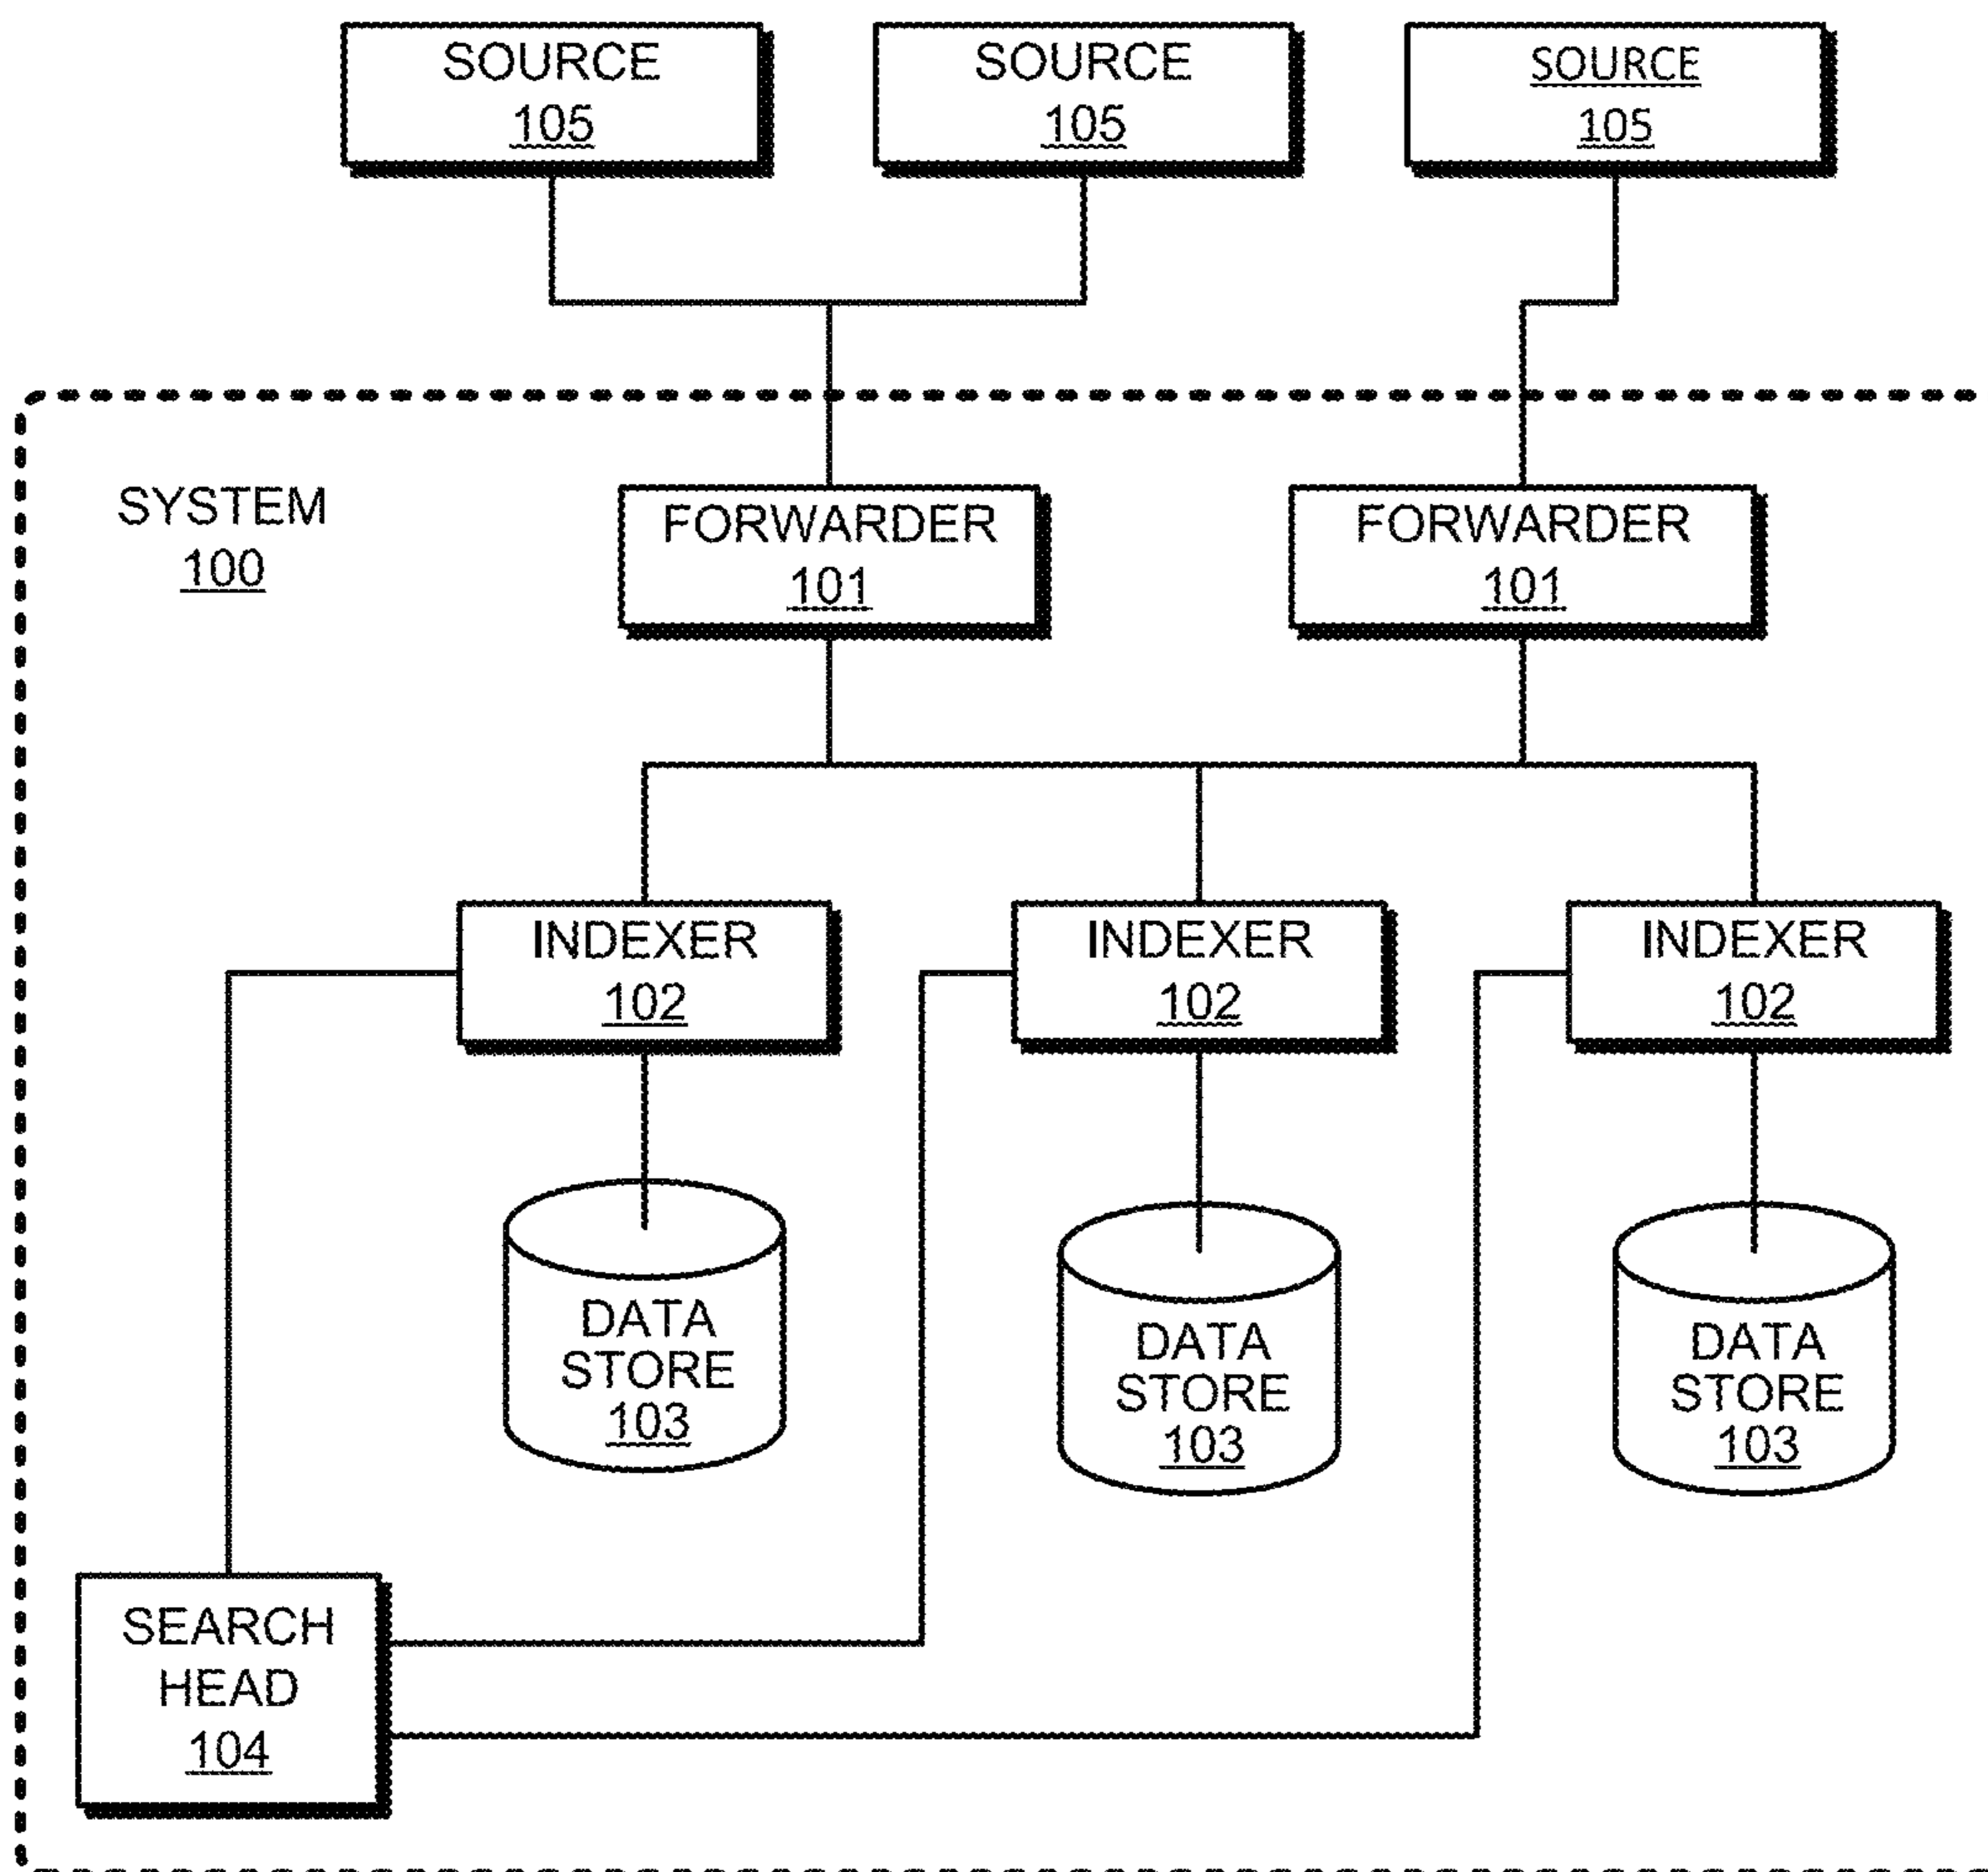 SOURCE
105
SOURCE
105
SOURCE
105
SYSTEM
100
FORWARDER
101
FORWARDER
101
INDEXER
102
INDEXER
102
INDEXER
102
DATA
STORE
103
DATA
STORE
103
DATA
STORE
103
SEARCH
HEAD
104